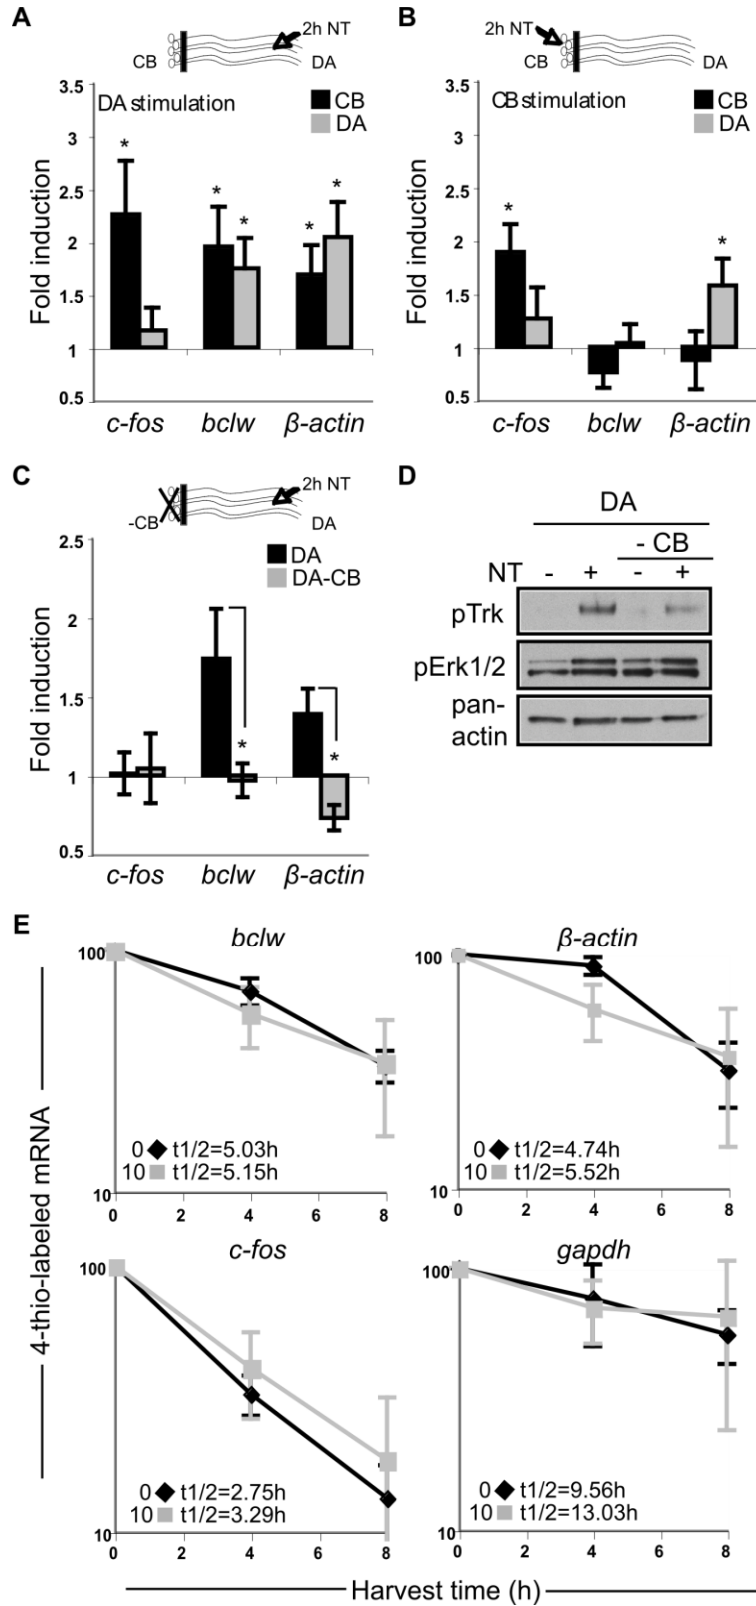 A
2h NT
CB
DA
3.5
3
2.5
2
1.5
1
0.5
Fold induction
DA stimulation
CB
DA
*
*
*
*
*
c-fos
bclw
β-actin
B
2h NT
CB
DA
3.5
3
2.5
2
1.5
1
0.5
Fold induction
CB stimulation
CB
DA
*
*
c-fos
bclw
β-actin
C
2h NT
-CB
DA
2.5
2
1.5
1
0.5
Fold induction
DA
DA-CB
*
*
c-fos
bclw
β-actin
D
DA
- CB
NT - + - +
pTrk
pErk1/2
pan-
actin
E
4-thio-labeled mRNA
bclw
100
10
0 t1/2=5.03h
10 t1/2=5.15h
0 2 4 6 8
β-actin
100
10
0 t1/2=4.74h
10 t1/2=5.52h
0 2 4 6 8
c-fos
100
10
0 t1/2=2.75h
10 t1/2=3.29h
0 2 4 6 8
gapdh
100
10
0 t1/2=9.56h
10 t1/2=13.03h
0 2 4 6 8
Harvest time (h)